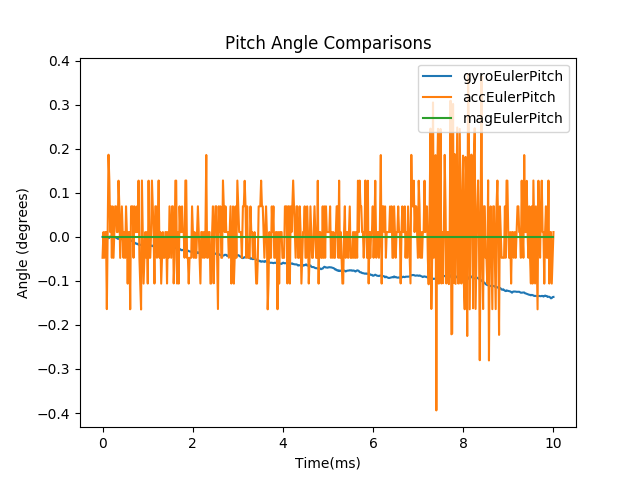 Pitch Angle Comparisons
gyroEulerPitch
accEulerPitch
magEulerPitch
Angle (degrees)
0.4
0.3
0.2
0.1
0.0
−0.1
−0.2
−0.3
−0.4
0 2 4 6 8 10
Time(ms)